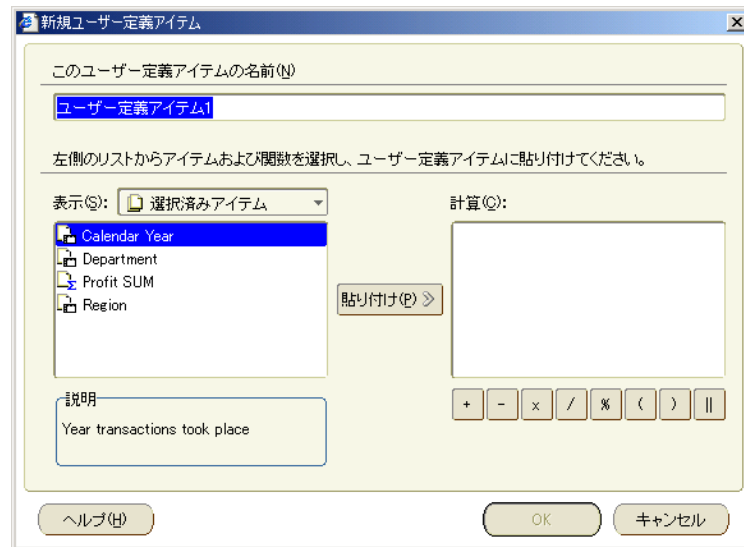 新規ユーザー定義アイテム
このユーザー定義アイテムの名前(N)
ユーザー定義アイテム1
左側のリストからアイテムおよび関数を選択し、ユーザー定義アイテムに貼り付けてください。
表示(S): 選択済みアイテム
計算(C):
Calendar Year
Department
Profit SUM
Region
貼り付け(P)
+ - x / % ( ) ||
説明
Year transactions took place
ヘルプ(H)
OK
キャンセル